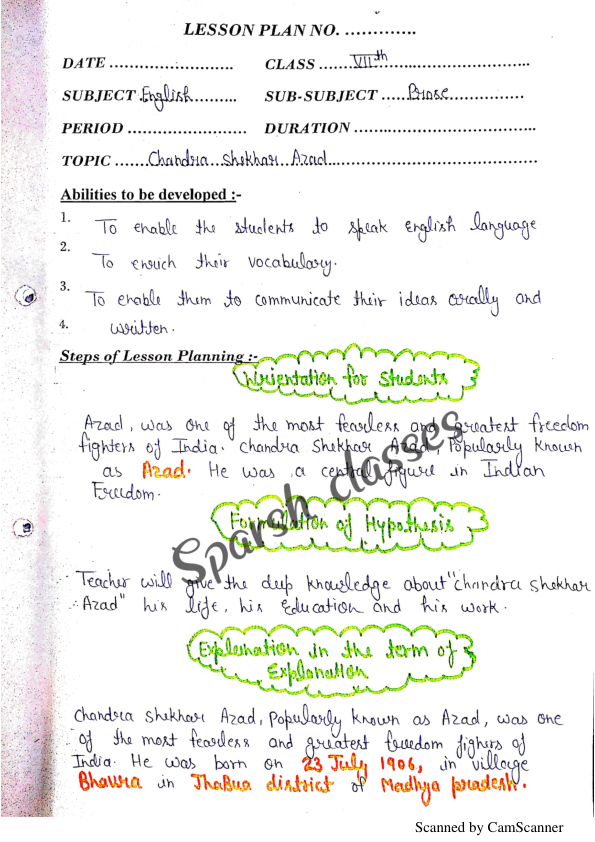 LESSON PLAN NO. .............
DATE ........................ CLASS ......VIIth............................
SUBJECT English.......... SUB-SUBJECT .....Prose...............
PERIOD ....................... DURATION ...................................
TOPIC .......Chandra Shekhar Azad........................................
Abilities to be developed :-
1. To enable the students to speak english language
2. To enrich their vocabulary.
3. To enable them to communicate their ideas orally and
4. written.
Steps of Lesson Planning :-
Orientation for students
Azad, was one of the most fearless and greatest freedom
fighters of India. Chandra Shekhar Azad, Popularly Known
as Azad. He was a central figure in Indian
Freedom.
Sparsh classes
Formulation of Hypothesis
Teacher will give the deep knowledge about "Chandra shekhar
Azad" his life, his Education and his work.
Explaination in the term of
Explonation
Chandra Shekhar Azad, Popularly known as Azad, was one
of the most fearless and greatest freedom fighers of
India. He was born on 23 July 1906, in village
Bhavra in JhaBua district of Madhya pradesh.
Scanned by CamScanner